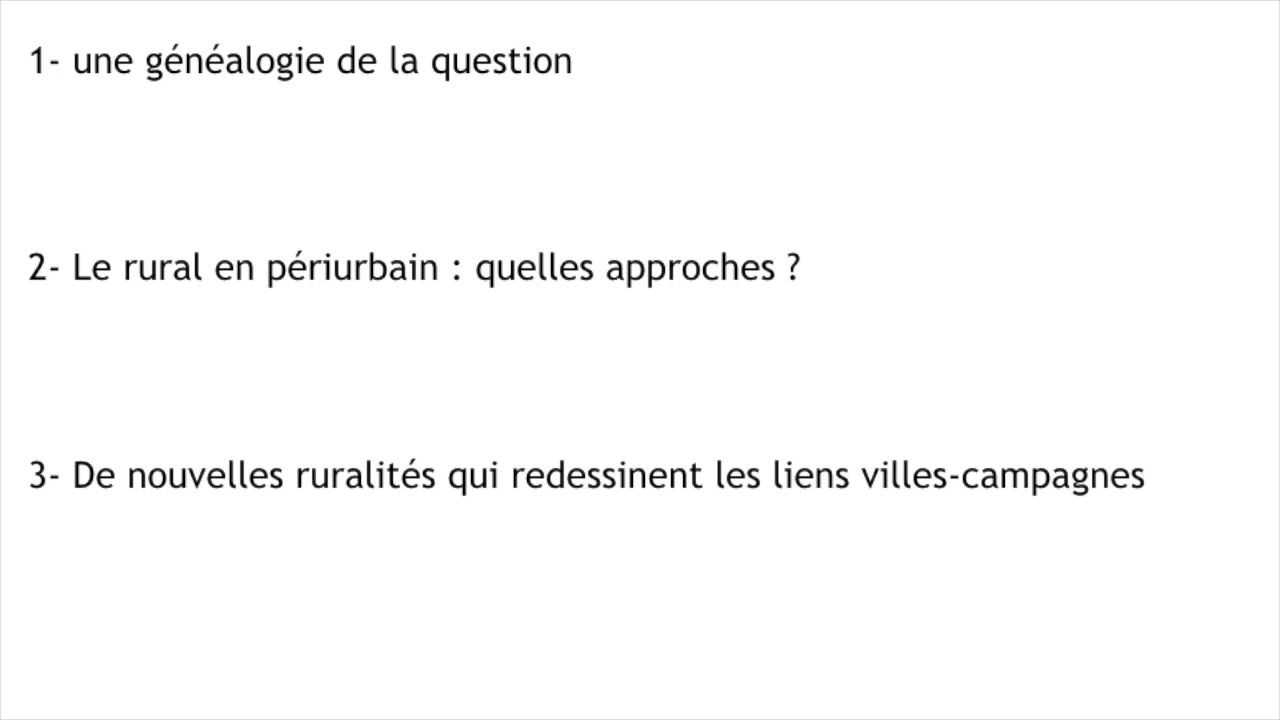 1- une généalogie de la question
2- Le rural en périurbain : quelles approches ?
3- De nouvelles ruralités qui redessinent les liens villes-campagnes